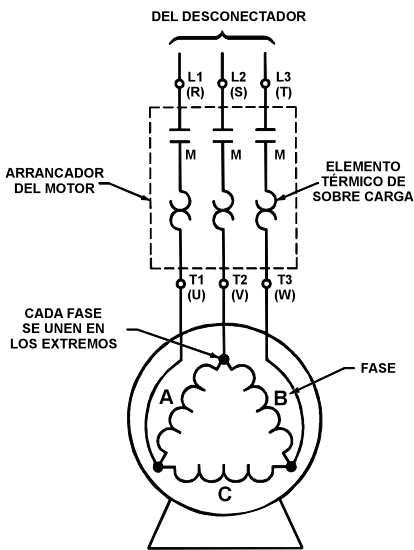 DEL DESCONECTADOR
L1 L2 L3
(R) (S) (T)
M M M
ARRANCADOR
DEL MOTOR
ELEMENTO
TÉRMICO DE
SOBRE CARGA
T1 T2 T3
(U) (V) (W)
CADA FASE
SE UNEN EN
LOS EXTREMOS
FASE
A B
C